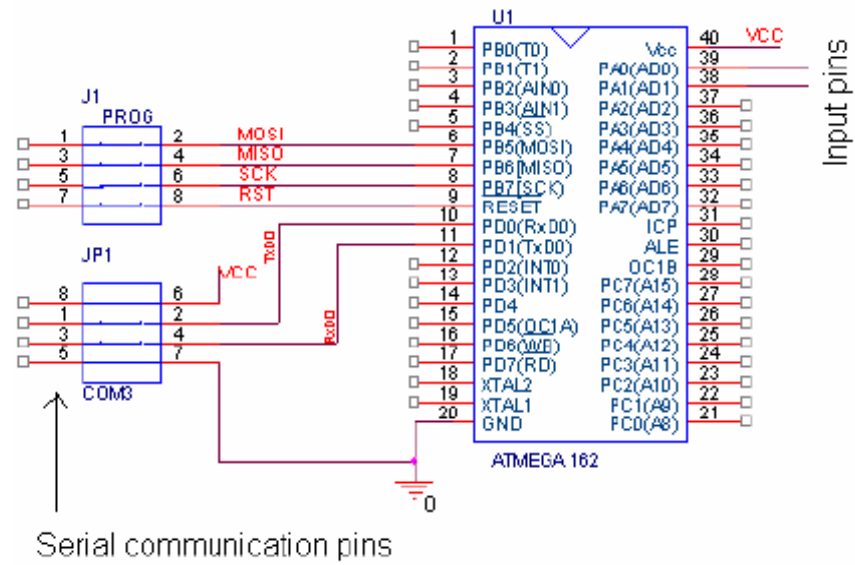 U1
1 PB0(T0) Vcc 40 VCC
2 PB1(T1) PA0(AD0) 39
3 PB2(AIN0) PA1(AD1) 38
4 PB3(AIN1) PA2(AD2) 37
5 PB4(SS) PA3(AD3) 36
6 PB5(MOSI) PA4(AD4) 35
7 PB6(MISO) PA5(AD5) 34
8 PB7(SCK) PA6(AD6) 33
9 RESET PA7(AD7) 32
10 PD0(RxD0) ICP 31
11 PD1(TxD0) ALE 30
12 PD2(INT0) OC1B 29
13 PD3(INT1) PC7(A15) 28
14 PD4 PC6(A14) 27
15 PD5(OC1A) PC5(A13) 26
16 PD6(WR) PC4(A12) 25
17 PD7(RD) PC3(A11) 24
18 XTAL2 PC2(A10) 23
19 XTAL1 PC1(A9) 22
20 GND PC0(A8) 21
ATMEGA 162
Input pins
J1
PROG
1 2 MOSI
3 4 MISO
5 6 SCK
7 8 RST
JP1
VCC
TxD0
RxD0
8 6
1 2
3 4
5 7
COM3
0
Serial communication pins